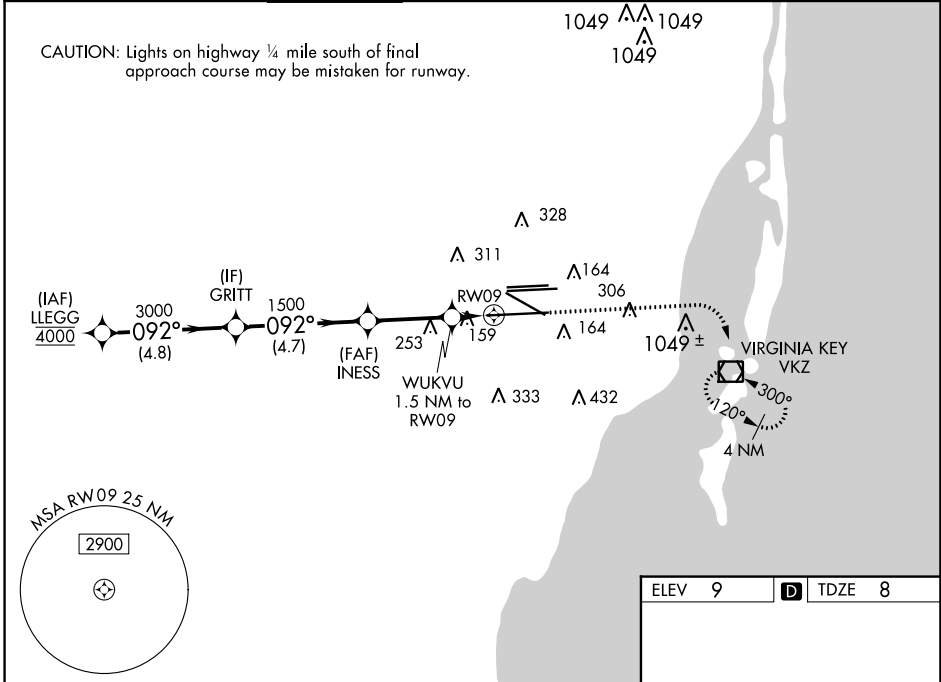 1049 1049
1049
CAUTION: Lights on highway ¼ mile south of final
approach course may be mistaken for runway.
328
311
164
306
(IAF)
LLEGG
4000
3000
092°
(4.8)
(IF)
GRITT
1500
092°
(4.7)
(FAF)
INESS
253
159
RW09
WUKVU
1.5 NM to
RW09
164
1049 ±
333
432
VIRGINIA KEY
VKZ
300°
120°
4 NM
MSA RW09 25 NM
2900
ELEV 9 D TDZE 8